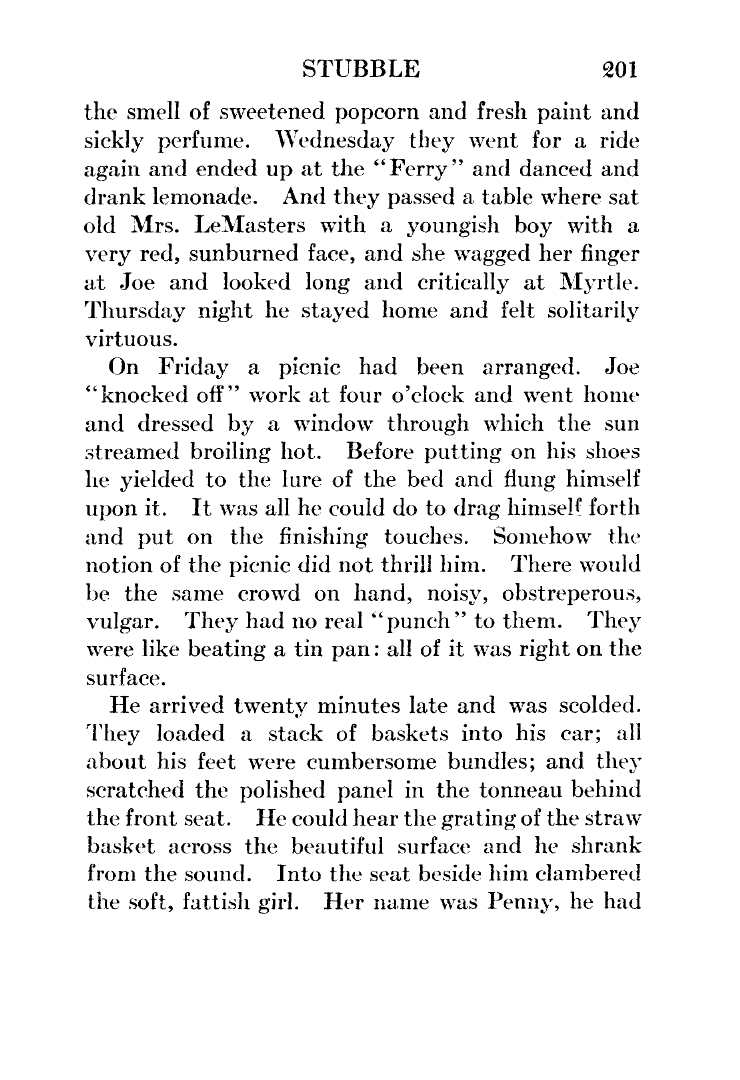 STUBBLE 201
the smell of sweetened popcorn and fresh paint and
sickly perfume. Wednesday they went for a ride
again and ended up at the “Ferry” and danced and
drank lemonade. And they passed a table where sat
old Mrs. LeMasters with a youngish boy with a
very red, sunburned face, and she wagged her finger
at Joe and looked long and critically at Myrtle.
Thursday night he stayed home and felt solitarily
virtuous.
On Friday a picnic had been arranged. Joe
“knocked off” work at four o’clock and went home
and dressed by a window through which the sun
streamed broiling hot. Before putting on his shoes
he yielded to the lure of the bed and flung himself
upon it. It was all he could do to drag himself forth
and put on the finishing touches. Somehow the
notion of the picnic did not thrill him. There would
be the same crowd on hand, noisy, obstreperous,
vulgar. They had no real “punch” to them. They
were like beating a tin pan: all of it was right on the
surface.
He arrived twenty minutes late and was scolded.
They loaded a stack of baskets into his car; all
about his feet were cumbersome bundles; and they
scratched the polished panel in the tonneau behind
the front seat. He could hear the grating of the straw
basket across the beautiful surface and he shrank
from the sound. Into the seat beside him clambered
the soft, fattish girl. Her name was Penny, he had